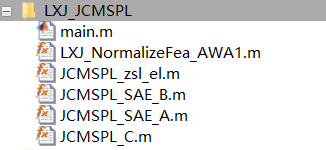 LXJ_JCMSPL
main.m
LXJ_NormalizeFea_AWA1.m
JCMSPL_zsl_el.m
JCMSPL_SAE_B.m
JCMSPL_SAE_A.m
JCMSPL_C.m